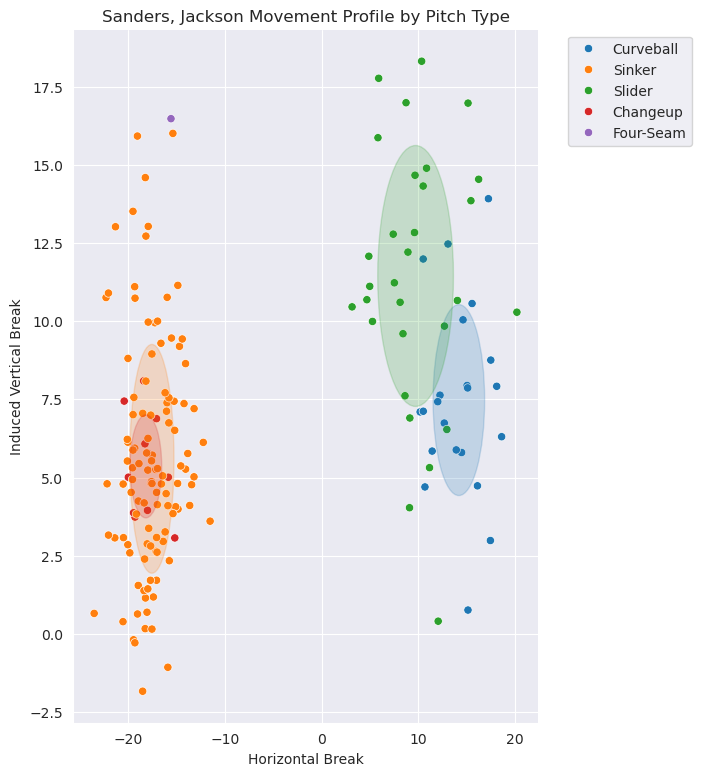 Sanders, Jackson Movement Profile by Pitch Type
Curveball
Sinker
Slider
Changeup
Four-Seam
Induced Vertical Break
17.5
15.0
12.5
10.0
7.5
5.0
2.5
0.0
−2.5
−20
−10
0
10
20
Horizontal Break